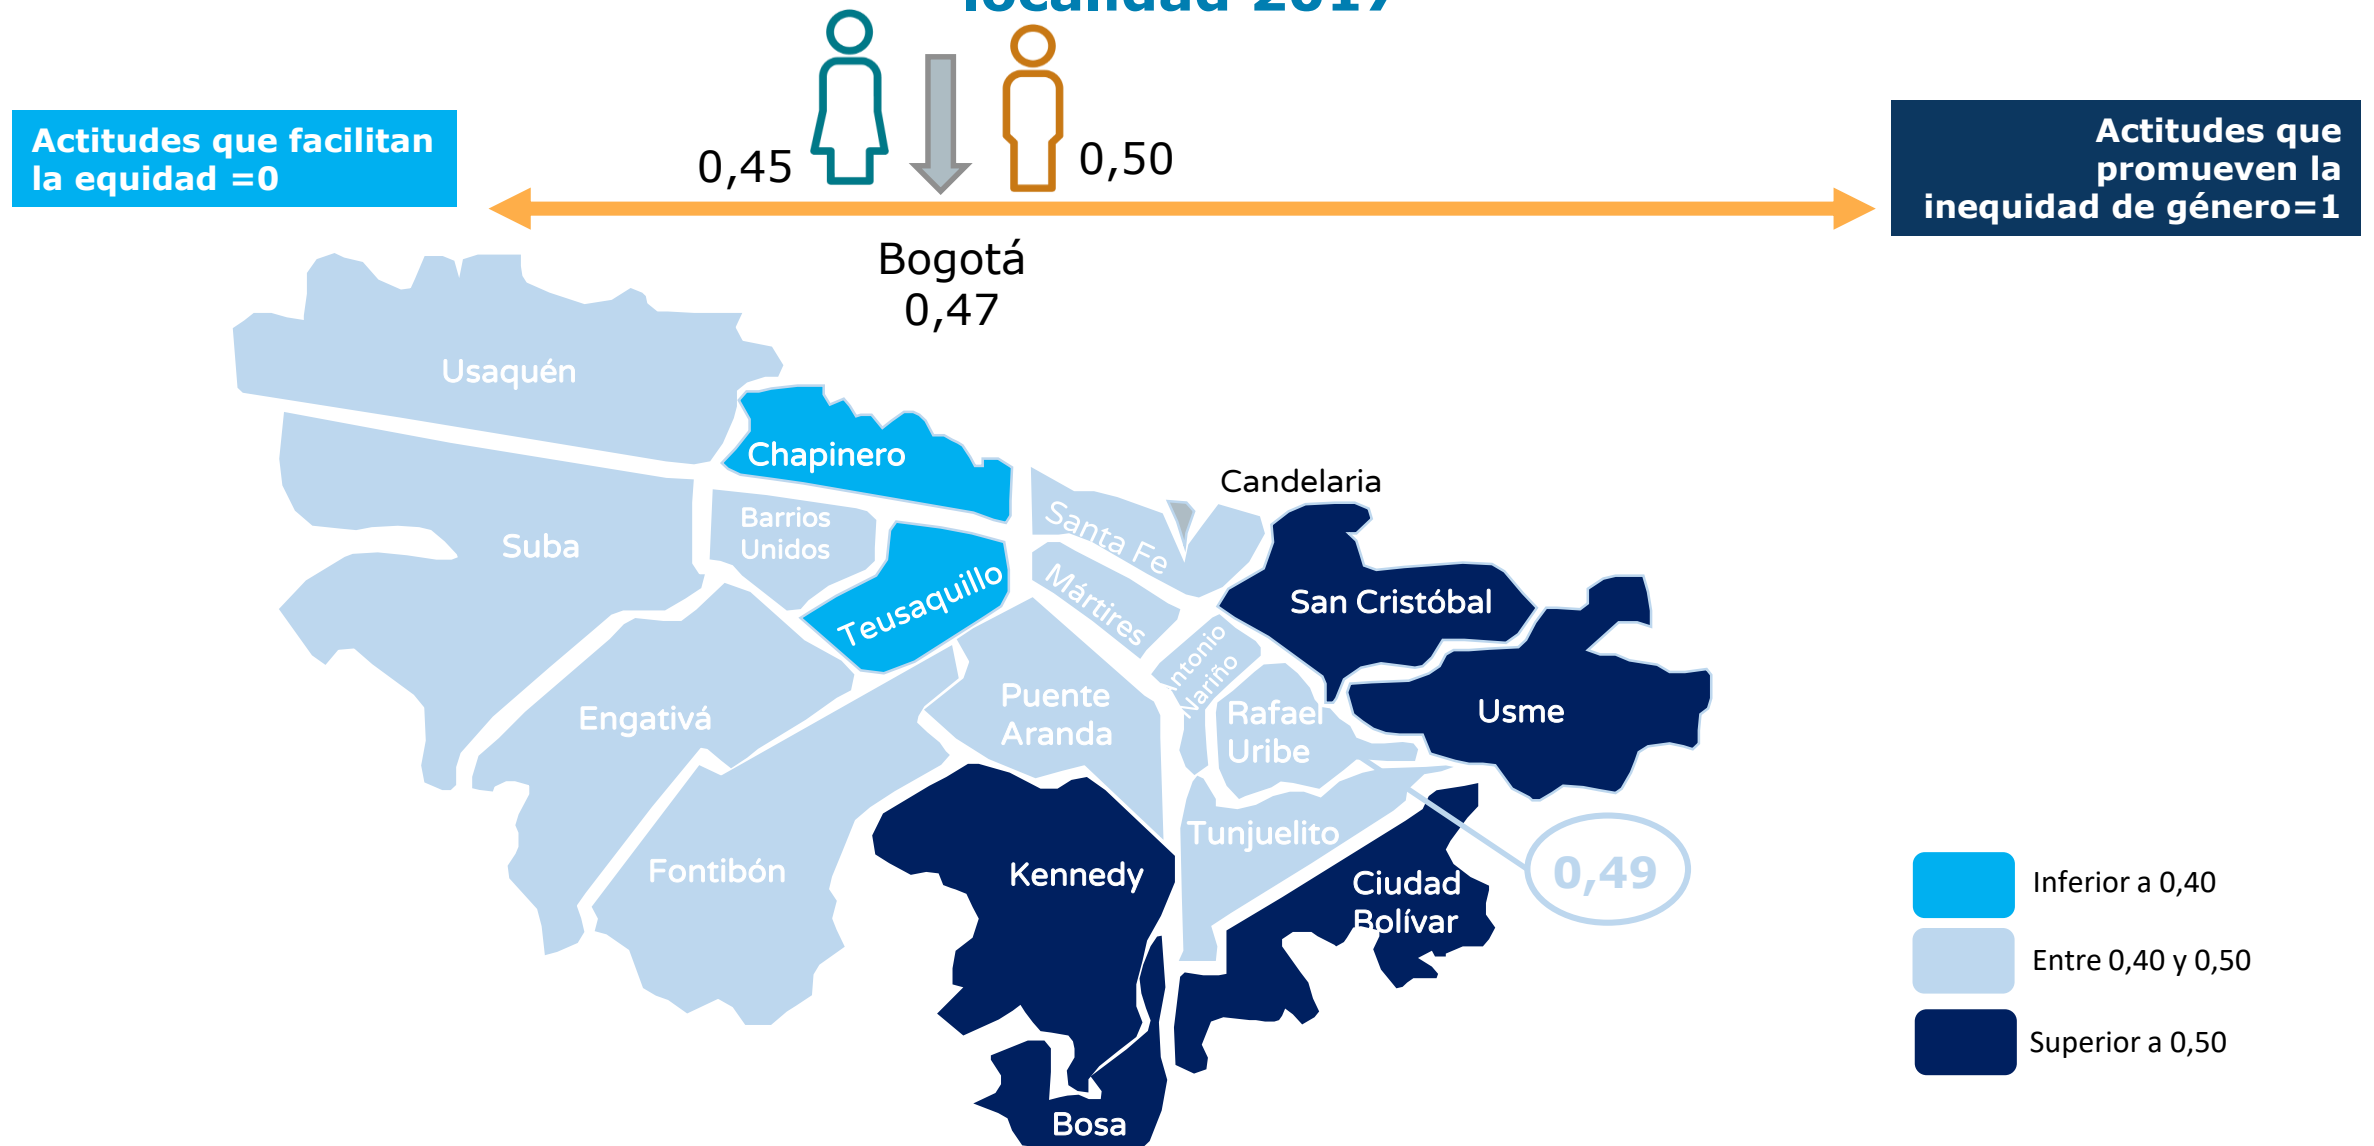 localidad 2017
Actitudes que facilitan
la equidad =0
0,45
0,50
Actitudes que
promueven la
inequidad de género=1
Bogotá
0,47
Usaquén
Chapinero
Candelaria
Suba
Barrios
Unidos
Santa Fe
Teusaquillo
Mártires
San Cristóbal
Antonio
Nariño
Engativá
Puente
Aranda
Rafael
Uribe
Usme
Fontibón
Kennedy
Tunjuelito
Ciudad
Bolívar
0,49
Bosa
Inferior a 0,40
Entre 0,40 y 0,50
Superior a 0,50